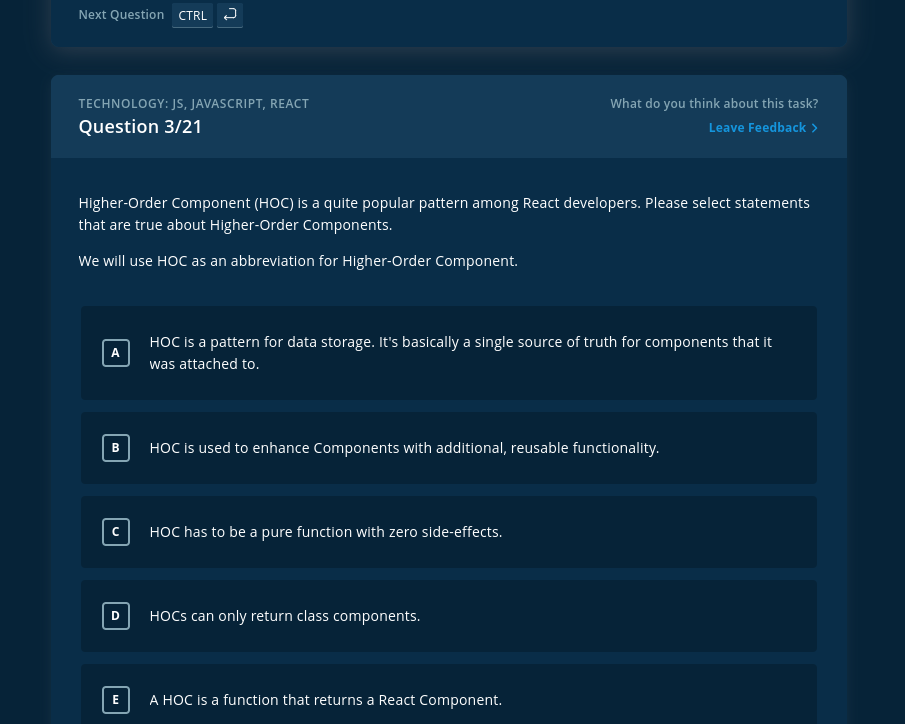 Next Question CTRL
TECHNOLOGY: JS, JAVASCRIPT, REACT
What do you think about this task?
Question 3/21
Leave Feedback
Higher-Order Component (HOC) is a quite popular pattern among React developers. Please select statements
that are true about Higher-Order Components.
We will use HOC as an abbreviation for Higher-Order Component.
A
HOC is a pattern for data storage. It's basically a single source of truth for components that it
was attached to.
B
HOC is used to enhance Components with additional, reusable functionality.
C
HOC has to be a pure function with zero side-effects.
D
HOCs can only return class components.
E
A HOC is a function that returns a React Component.